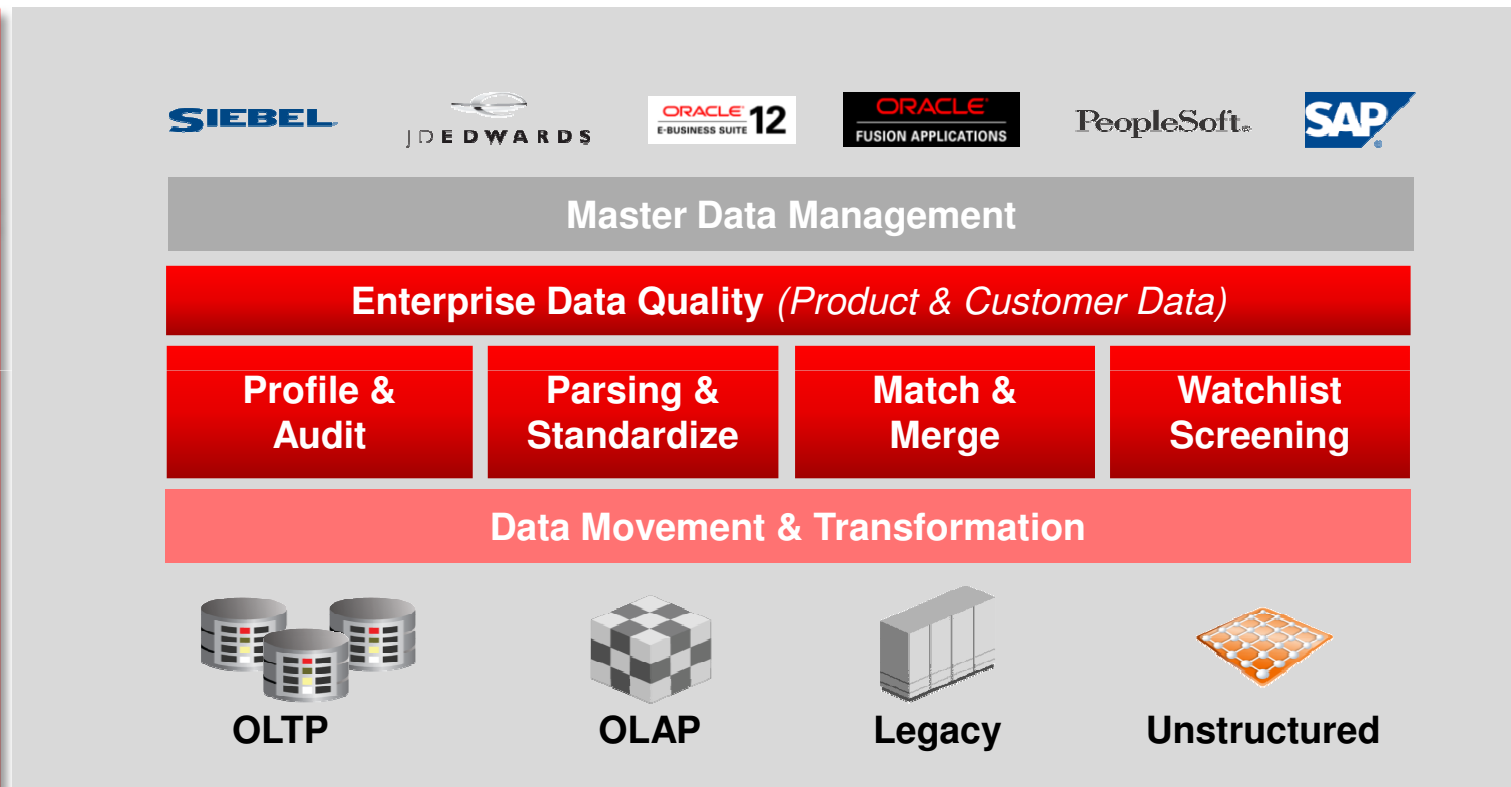 SIEBEL.
JDEDWARDS
ORACLE
E-BUSINESS SUITE 12
ORACLE
FUSION APPLICATIONS
PeopleSoft.
SAP
Master Data Management
Enterprise Data Quality (Product & Customer Data)
Profile &
Audit
Parsing &
Standardize
Match &
Merge
Watchlist
Screening
Data Movement & Transformation
OLTP
OLAP
Legacy
Unstructured